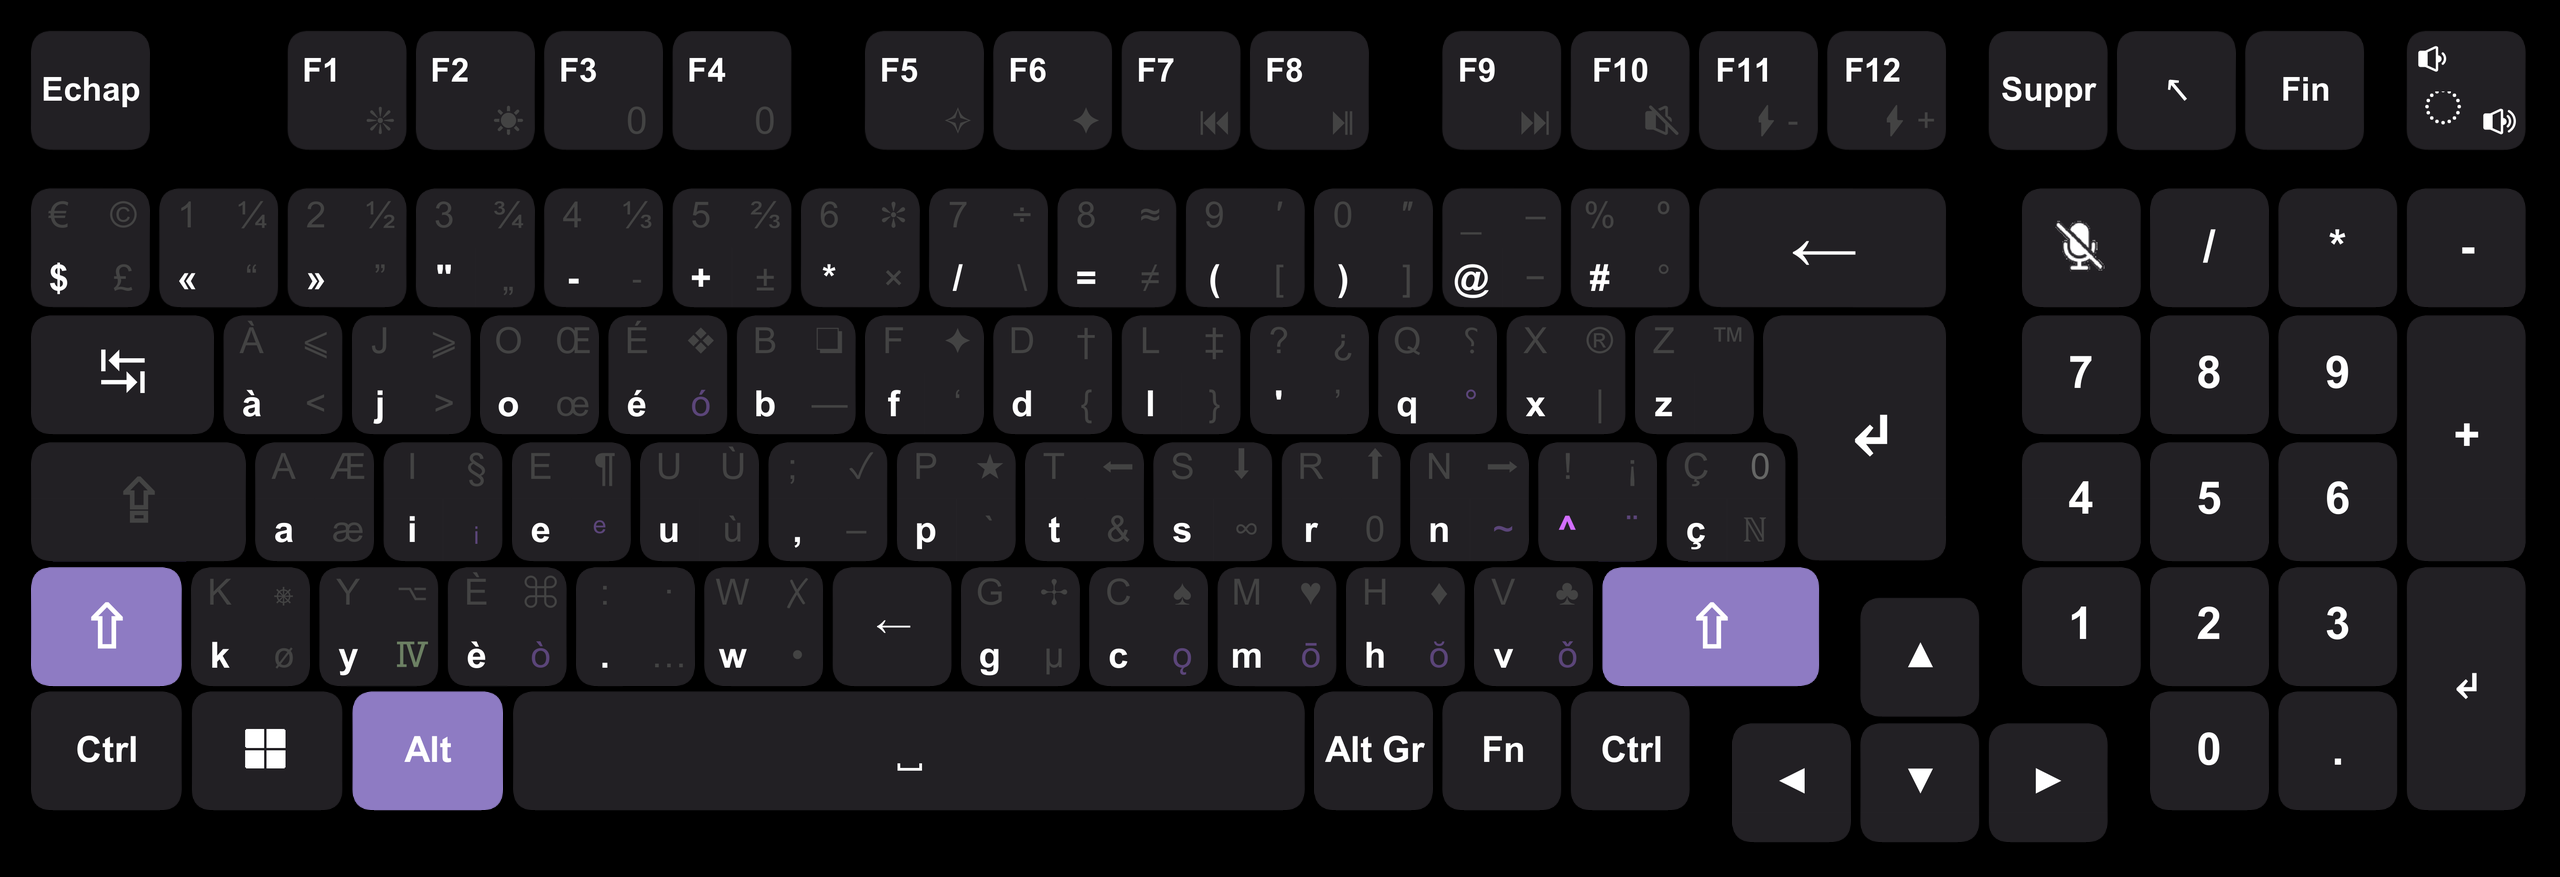 Echap F1 F2 F3 0 F4 0 F5 F6 F7 F8 F9 F10 F11 - F12 + Suppr ↖ Fin
€ © 1 ¼ 2 ½ 3 ¾ 4 ⅓ 5 ⅔ 6 ✻ 7 ÷ 8 ≈ 9 ′ 0 ″ _ – % º
$ £ « “ » ” " „ - - + ± * × / \ = ≠ ( [ ) ] @ − # ° ← / * -
À ⩽ J ⩾ O Œ É ❖ B ❏ F ✦ D † L ‡ ? ¿ Q ⸮ X ® Z ™
à < j > o œ é ó b — f ‘ d { l } ' ’ q ° x | z 7 8 9 +
A Æ I § E ¶ U Ù ; ✓ P ★ T ← S ↓ R ↑ N → ! ¡ Ç 0
a æ i i e e u ù , – p ` t & s ∞ r 0 n ~ ^ ¨ ç ℕ ↲ 4 5 6
K ⎈ Y ⌥ È ⌘ : · W ✗ G ✢ C ♠ M ♥ H ♦ V ♣
⇧ k ø y Ⅳ è ò . … w • ← g µ c ǫ m ō h ŏ v ǒ ⇧ ▲ 1 2 3 ↲
Ctrl Alt Alt Gr Fn Ctrl ◀ ▼ ▶ 0 .